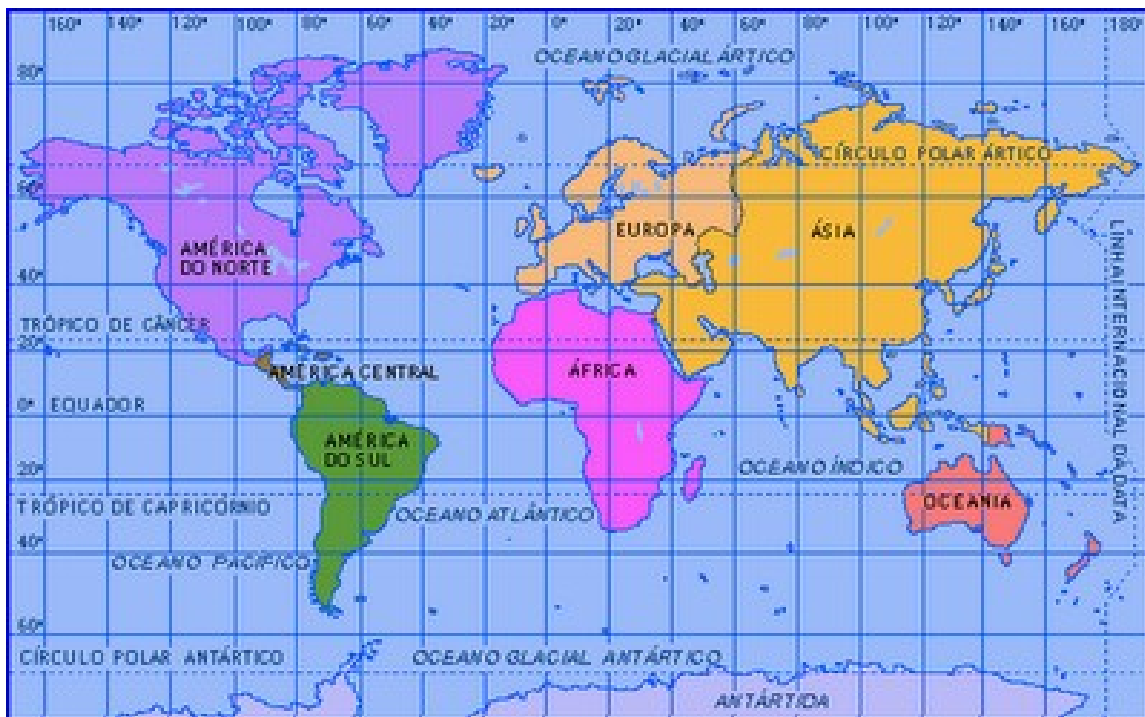 160° 140° 120° 100° 80° 60° 40° 20° 0° 20° 40° 60° 80° 100° 120° 140° 160° 180°
OCEANO GLACIAL ÁRTICO
80°
CÍRCULO POLAR ÁRTICO
60°
EUROPA
ÁSIA
AMÉRICA
DO NORTE
LINHA INTERNACIONAL DA DATA
40°
TRÓPICO DE CÂNCER
20°
AMÉRICA CENTRAL
ÁFRICA
0° EQUADOR
AMÉRICA
DO SUL
20°
OCEANO ÍNDICO
TRÓPICO DE CAPRICÓRNIO
OCEANO ATLÂNTICO
OCEANIA
40°
OCEANO PACÍFICO
60°
CÍRCULO POLAR ANTÁRTICO
OCEANO GLACIAL ANTÁRTICO
ANTÁRTIDA